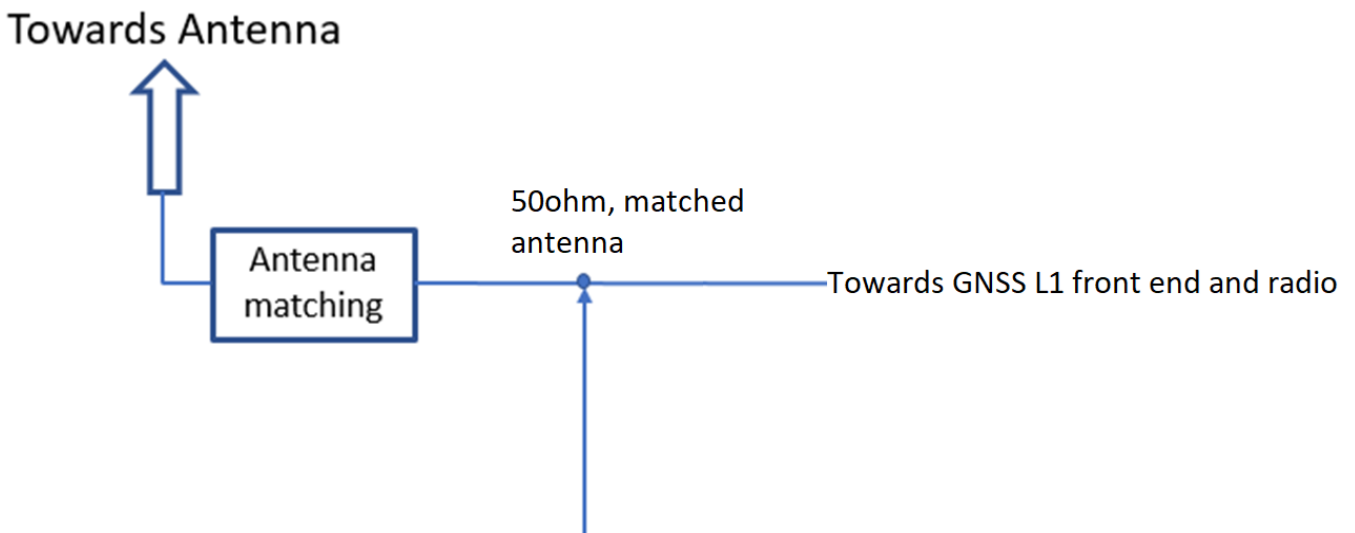 Towards Antenna
50ohm, matched
antenna
Antenna
matching
Towards GNSS L1 front end and radio